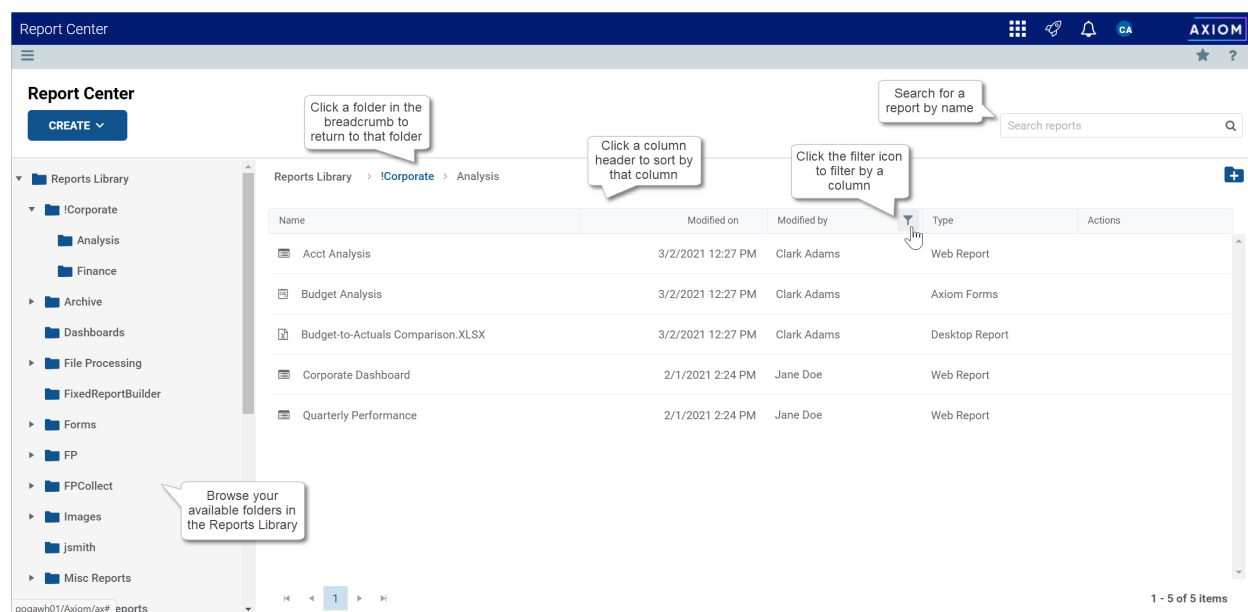 Report Center
CA
AXIOM
?
Report Center
CREATE
Click a folder in the
breadcrumb to
return to that folder
Search for a
report by name
Search reports
Click a column
header to sort by
that column
Click the filter icon
to filter by a
column
Reports Library
!Corporate
Analysis
Finance
Archive
Dashboards
File Processing
FixedReportBuilder
Forms
FP
FPCollect
Images
jsmith
Misc Reports
eports
pogawh01/Axiom/ax#
Browse your
available folders in
the Reports Library
Reports Library > !Corporate > Analysis
Name Modified on Modified by Type Actions
Acct Analysis 3/2/2021 12:27 PM Clark Adams Web Report
Budget Analysis 3/2/2021 12:27 PM Clark Adams Axiom Forms
Budget-to-Actuals Comparison.XLSX 3/2/2021 12:27 PM Clark Adams Desktop Report
Corporate Dashboard 2/1/2021 2:24 PM Jane Doe Web Report
Quarterly Performance 2/1/2021 2:24 PM Jane Doe Web Report
1
1 - 5 of 5 items